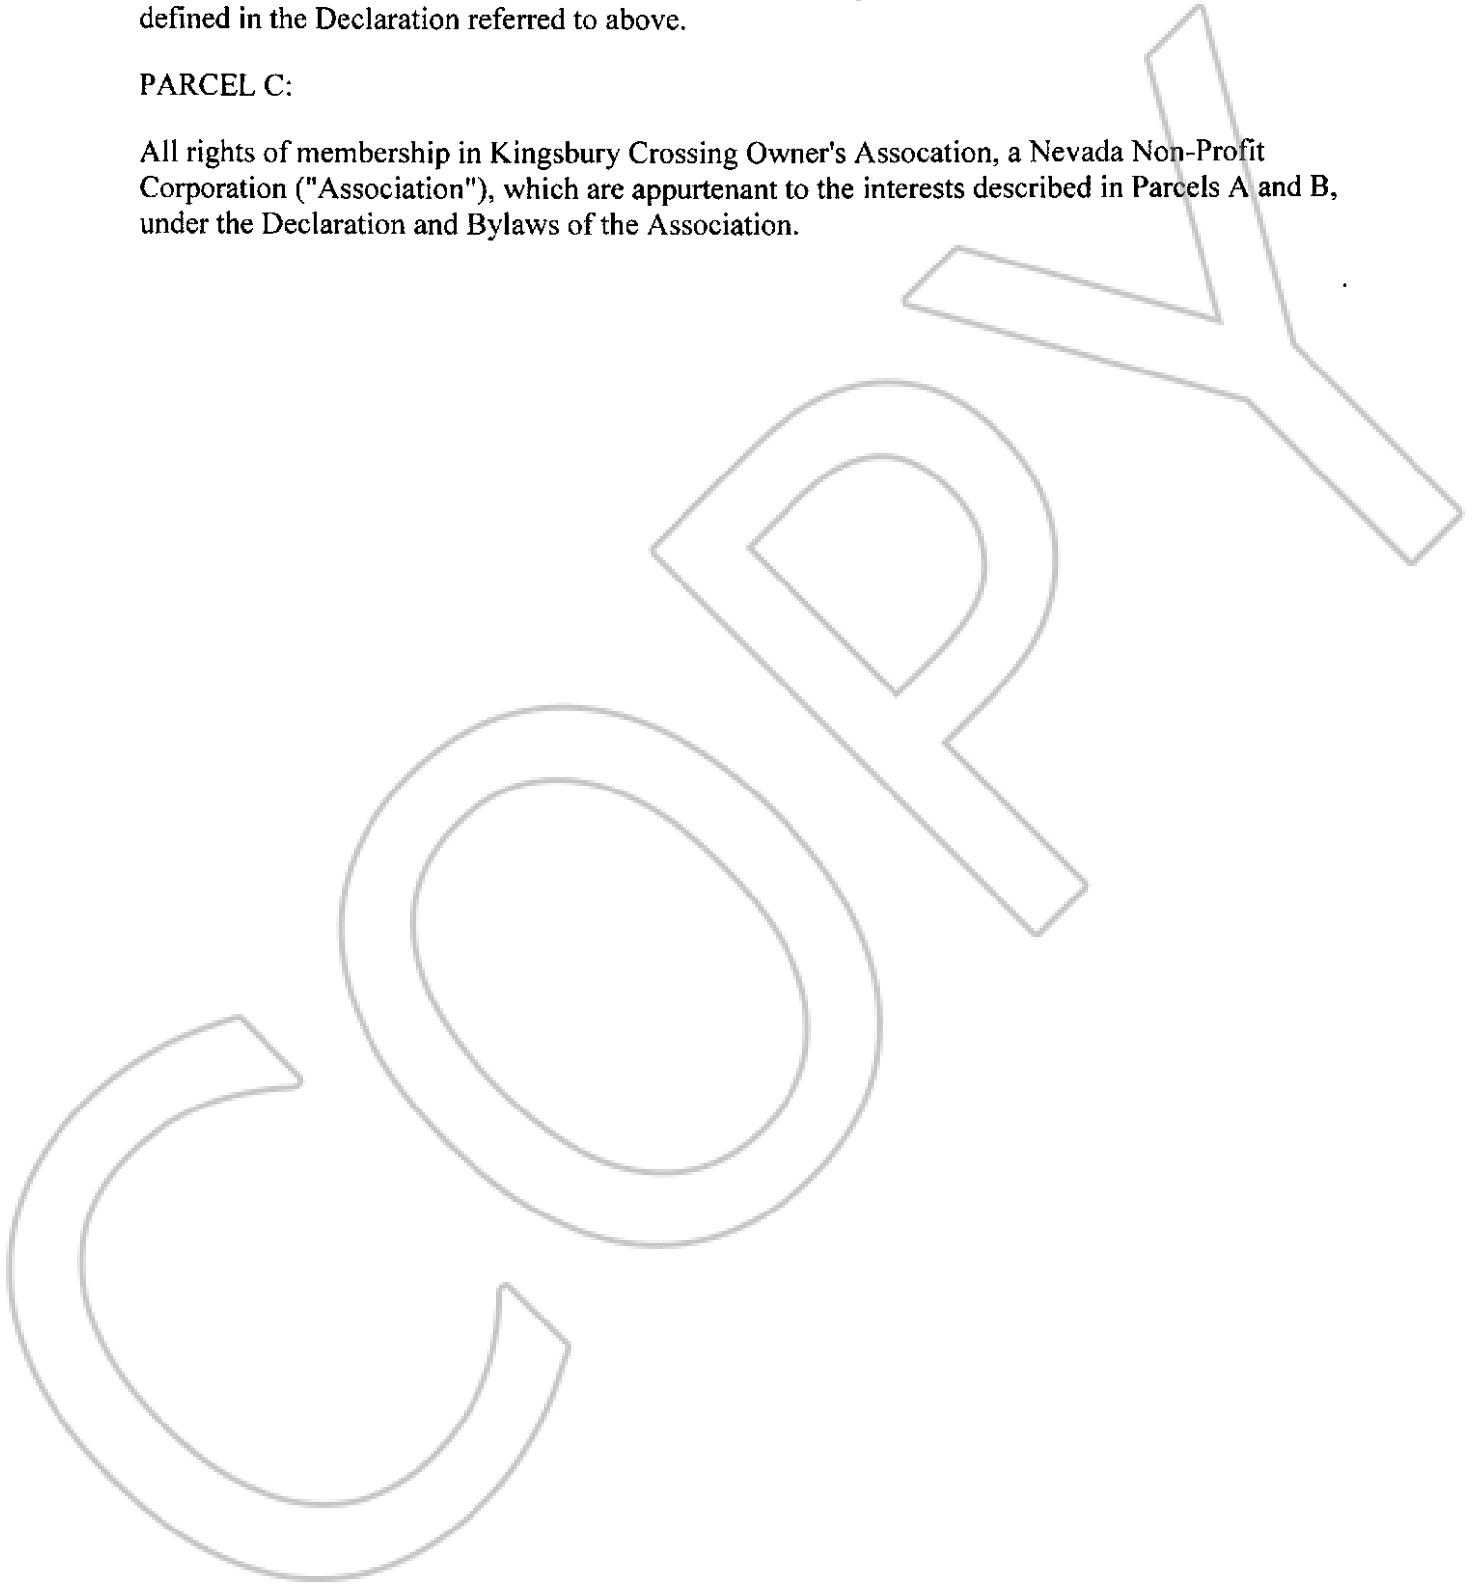 defined in the Declaration referred to above.
PARCEL C:
All rights of membership in Kingsbury Crossing Owner's Assocation, a Nevada Non-Profit
Corporation ("Association"), which are appurtenant to the interests described in Parcels A and B,
under the Declaration and Bylaws of the Association.
COPY